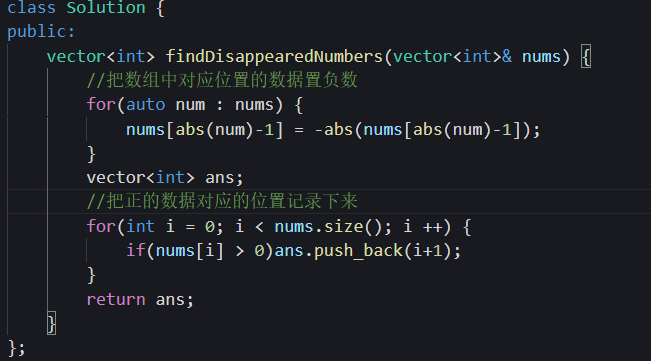 class Solution {
public:
    vector<int> findDisappearedNumbers(vector<int>& nums) {
        //把数组中对应位置的数据置负数
        for(auto num : nums) {
            nums[abs(num)-1] = -abs(nums[abs(num)-1]);
        }
        vector<int> ans;
        //把正的数据对应的位置记录下来
        for(int i = 0; i < nums.size(); i ++) {
            if(nums[i] > 0)ans.push_back(i+1);
        }
        return ans;
    }
};